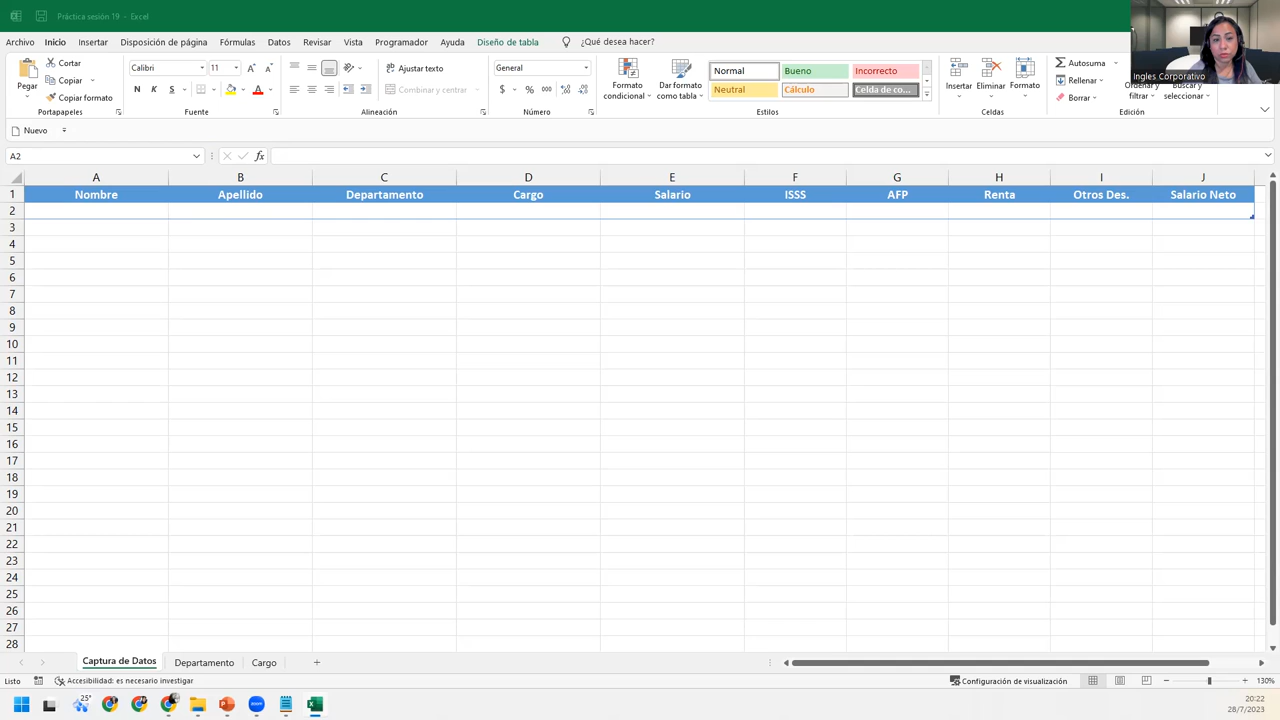 Práctica sesión 19 - Excel
Archivo Inicio Insertar Disposición de página Fórmulas Datos Revisar Vista Programador Ayuda Diseño de tabla ¿Qué desea hacer?
Ingles Corporativo
Pegar
Cortar
Copiar
Copiar formato
Portapapeles
Calibri 11
N K S
Fuente
Ajustar texto
Combinar y centrar
Alineación
General
$ % 000
Número
Formato condicional
Dar formato como tabla
Normal Bueno Incorrecto
Neutral Cálculo Celda de co...
Estilos
Insertar Eliminar Formato
Celdas
Autosuma
Rellenar
Borrar
Ordenar y filtrar
Buscar y seleccionar
Edición
Nuevo
A2
fx
A B C D E F G H I J
1 Nombre Apellido Departamento Cargo Salario ISSS AFP Renta Otros Des. Salario Neto
2
3
4
5
6
7
8
9
10
11
12
13
14
15
16
17
18
19
20
21
22
23
24
25
26
27
28
Captura de Datos Departamento Cargo
Listo Accesibilidad: es necesario investigar Configuración de visualización 130%
25°
20:22
28/7/2023